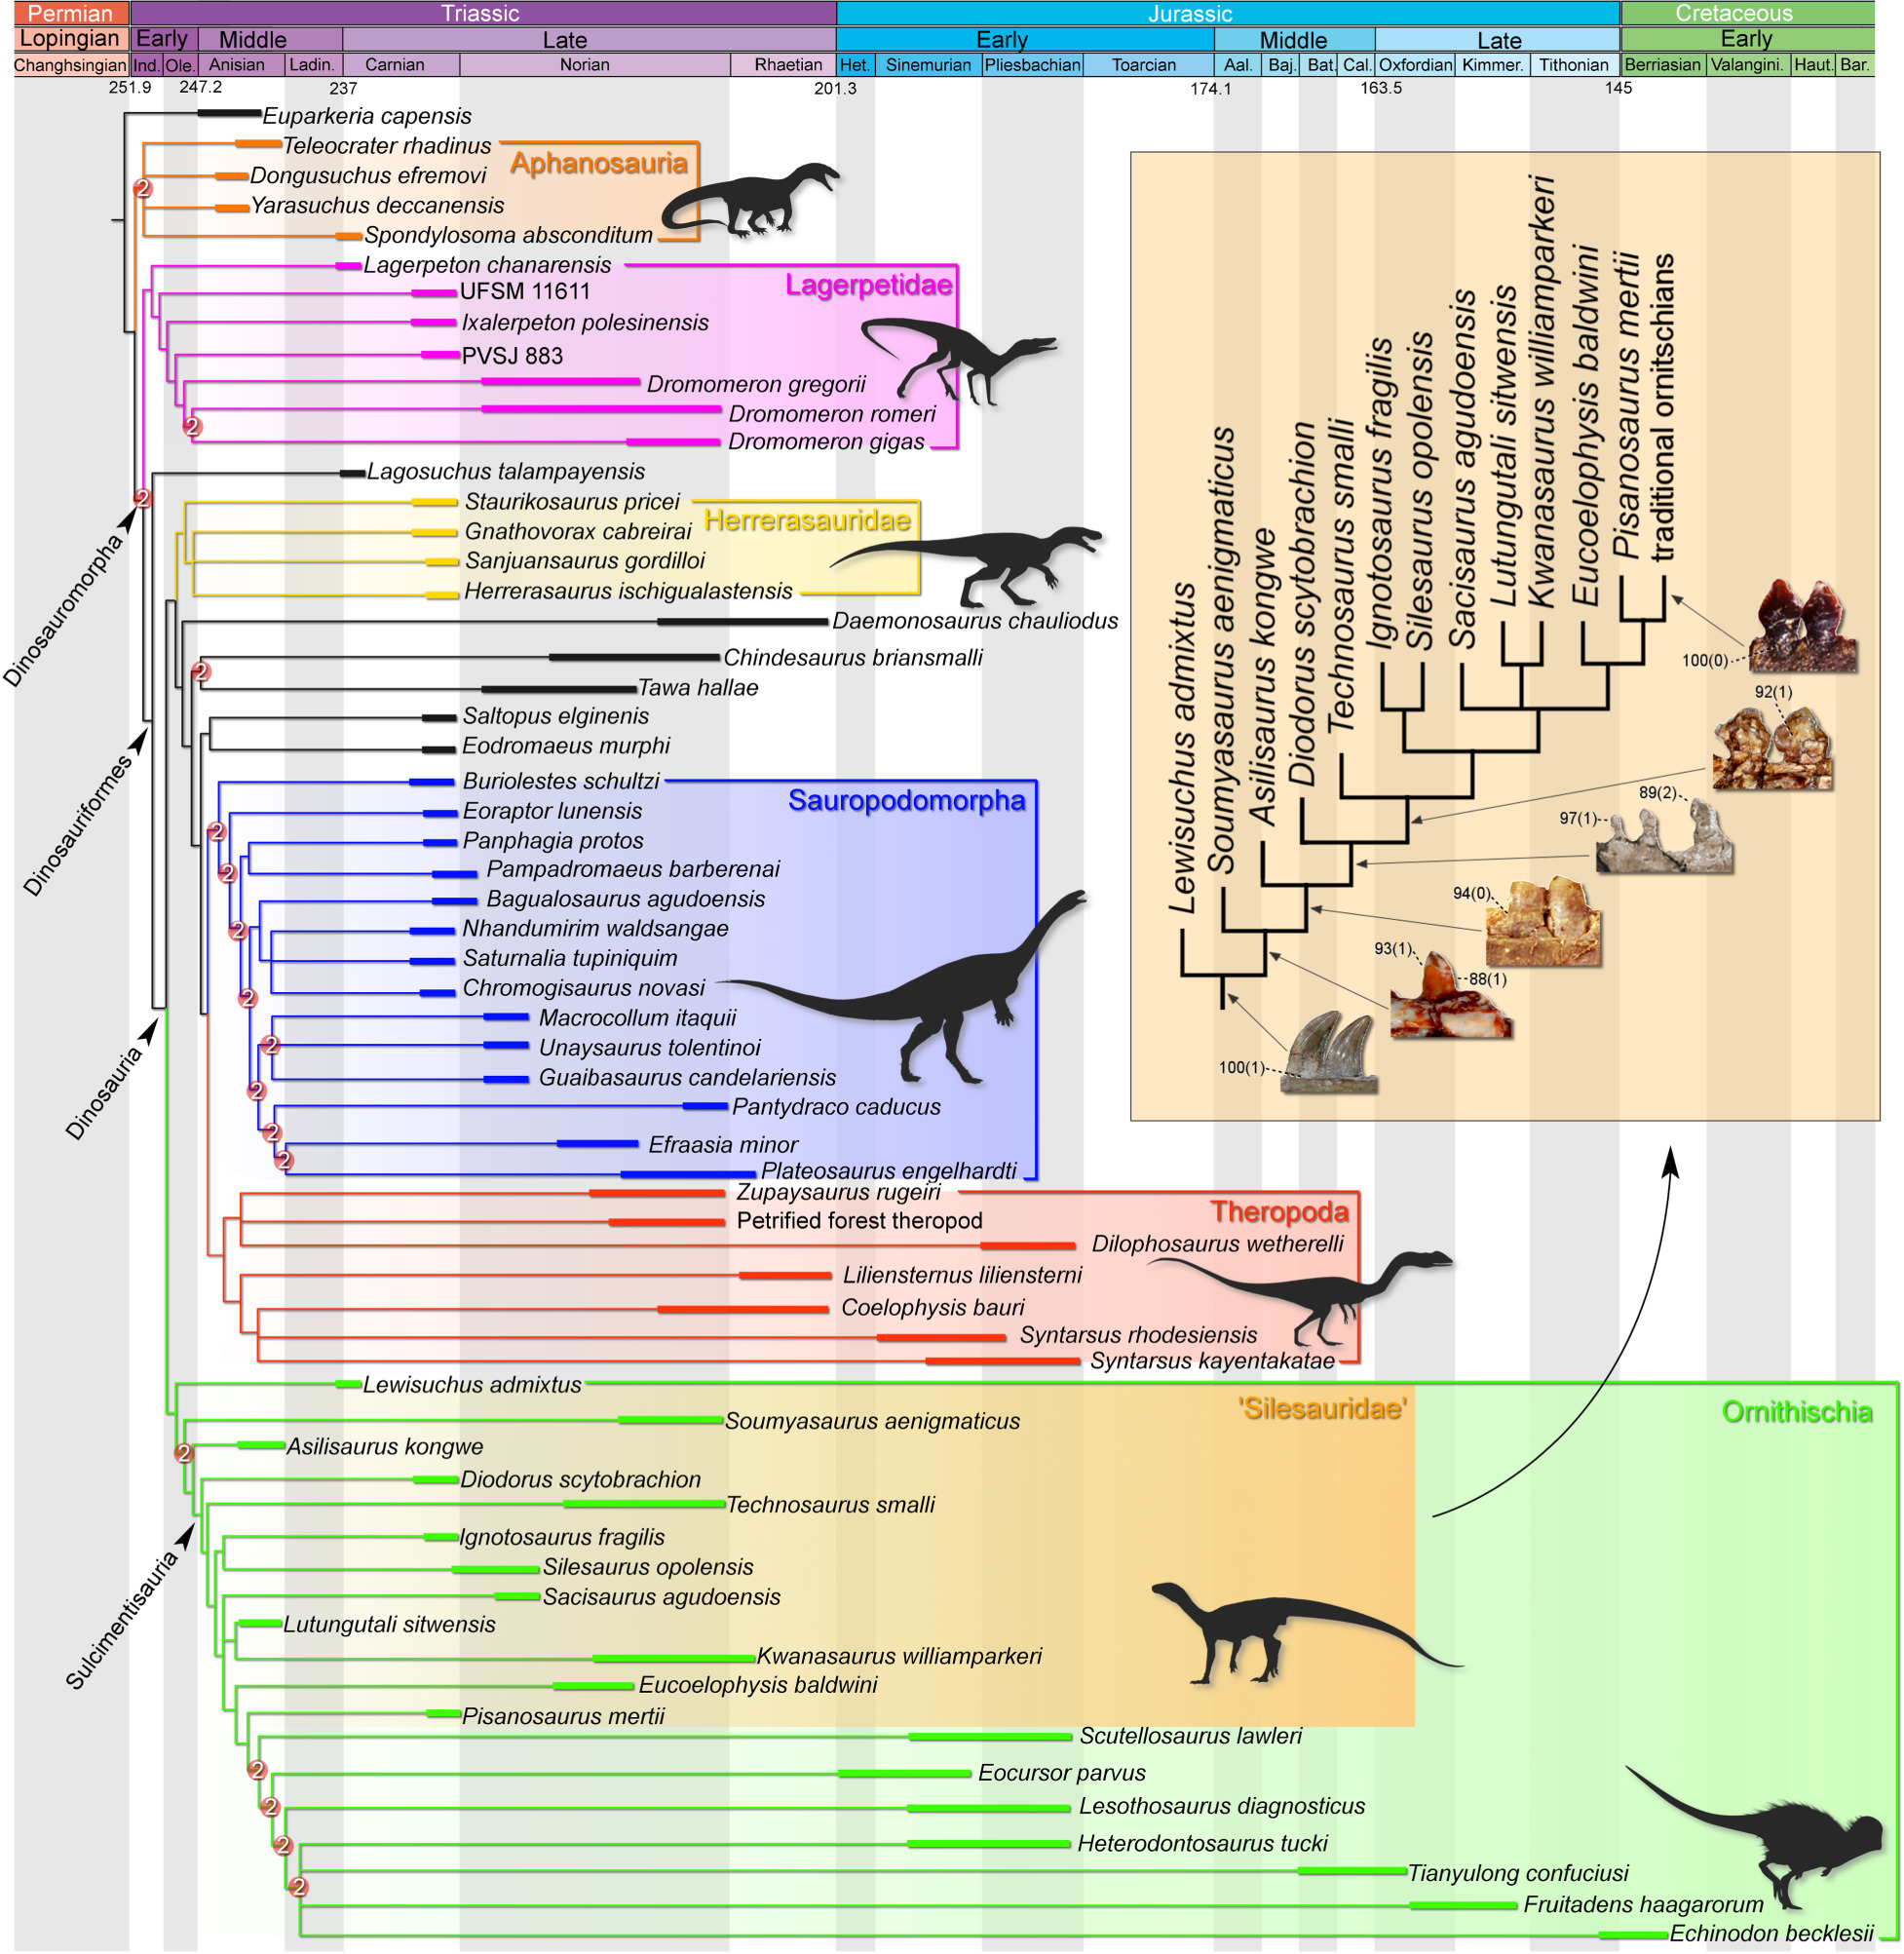 Permian Triassic Jurassic Cretaceous
Lopingian Early Middle Late Early Middle Late Early
Changhsingian Ind. Ole. Anisian Ladin. Carnian Norian Rhaetian Het. Sinemurian Pliesbachian Toarcian Aal. Baj. Bat. Cal. Oxfordian Kimmer. Tithonian Berriasian Valangini. Haut. Bar.
251.9 247.2 237 201.3 174.1 163.5 145
Euparkeria capensis
Teleocrater rhadinus
Aphanosauria
Dongusuchus efremovi
2
Yarasuchus deccanensis
Spondylosoma absconditum
Lagerpeton chanarensis
Lagerpetidae
UFSM 11611
Ixalerpeton polesinensis
PVSJ 883
Dromomeron gregorii
Dromomeron romeri
2
Dromomeron gigas
Lagosuchus talampayensis
2
Dinosauromorpha
Staurikosaurus pricei
Herrerasauridae
Gnathovorax cabreirai
Sanjuansaurus gordilloi
Herrerasaurus ischigualastensis
Daemonosaurus chauliodus
Chindesaurus briansmalli
2
Tawa hallae
Saltopus elginenis
Eodromaeus murphi
Dinosauriformes
Buriolestes schultzi
Sauropodomorpha
Eoraptor lunensis
2
Panphagia protos
2
Pampadromaeus barberenai
Bagualosaurus agudoensis
2
Nhandumirim waldsangae
Saturnalia tupiniquim
Chromogisaurus novasi
2
Macrocollum itaquii
2
Unaysaurus tolentinoi
Guaibasaurus candelariensis
2
Dinosauria
Pantydraco caducus
2
Efraasia minor
2
Plateosaurus engelhardti
Zupaysaurus rugeiri
Theropoda
Petrified forest theropod
Dilophosaurus wetherelli
Liliensternus liliensterni
Coelophysis bauri
Syntarsus rhodesiensis
Syntarsus kayentakatae
Lewisuchus admixtus
'Silesauridae'
Ornithischia
Soumyasaurus aenigmaticus
Asilisaurus kongwe
2
Diodorus scytobrachion
Technosaurus smalli
Sulcimentisauria
Ignotosaurus fragilis
Silesaurus opolensis
Sacisaurus agudoensis
Lutungutali sitwensis
Kwanasaurus williamparkeri
Eucoelophysis baldwini
Pisanosaurus mertii
Scutellosaurus lawleri
2
Eocursor parvus
2
Lesothosaurus diagnosticus
2
Heterodontosaurus tucki
Tianyulong confuciusi
2
Fruitadens haagarorum
Echinodon becklesii
Lewisuchus admixtus
Soumyasaurus aenigmaticus
Asilisaurus kongwe
Diodorus scytobrachion
Technosaurus smalli
Ignotosaurus fragilis
Silesaurus opolensis
Sacisaurus agudoensis
Lutungutali sitwensis
Kwanasaurus williamparkeri
Eucoelophysis baldwini
Pisanosaurus mertii
traditional ornitschians
100(0)
92(1)
89(2)
97(1)
94(0)
93(1)
88(1)
100(1)